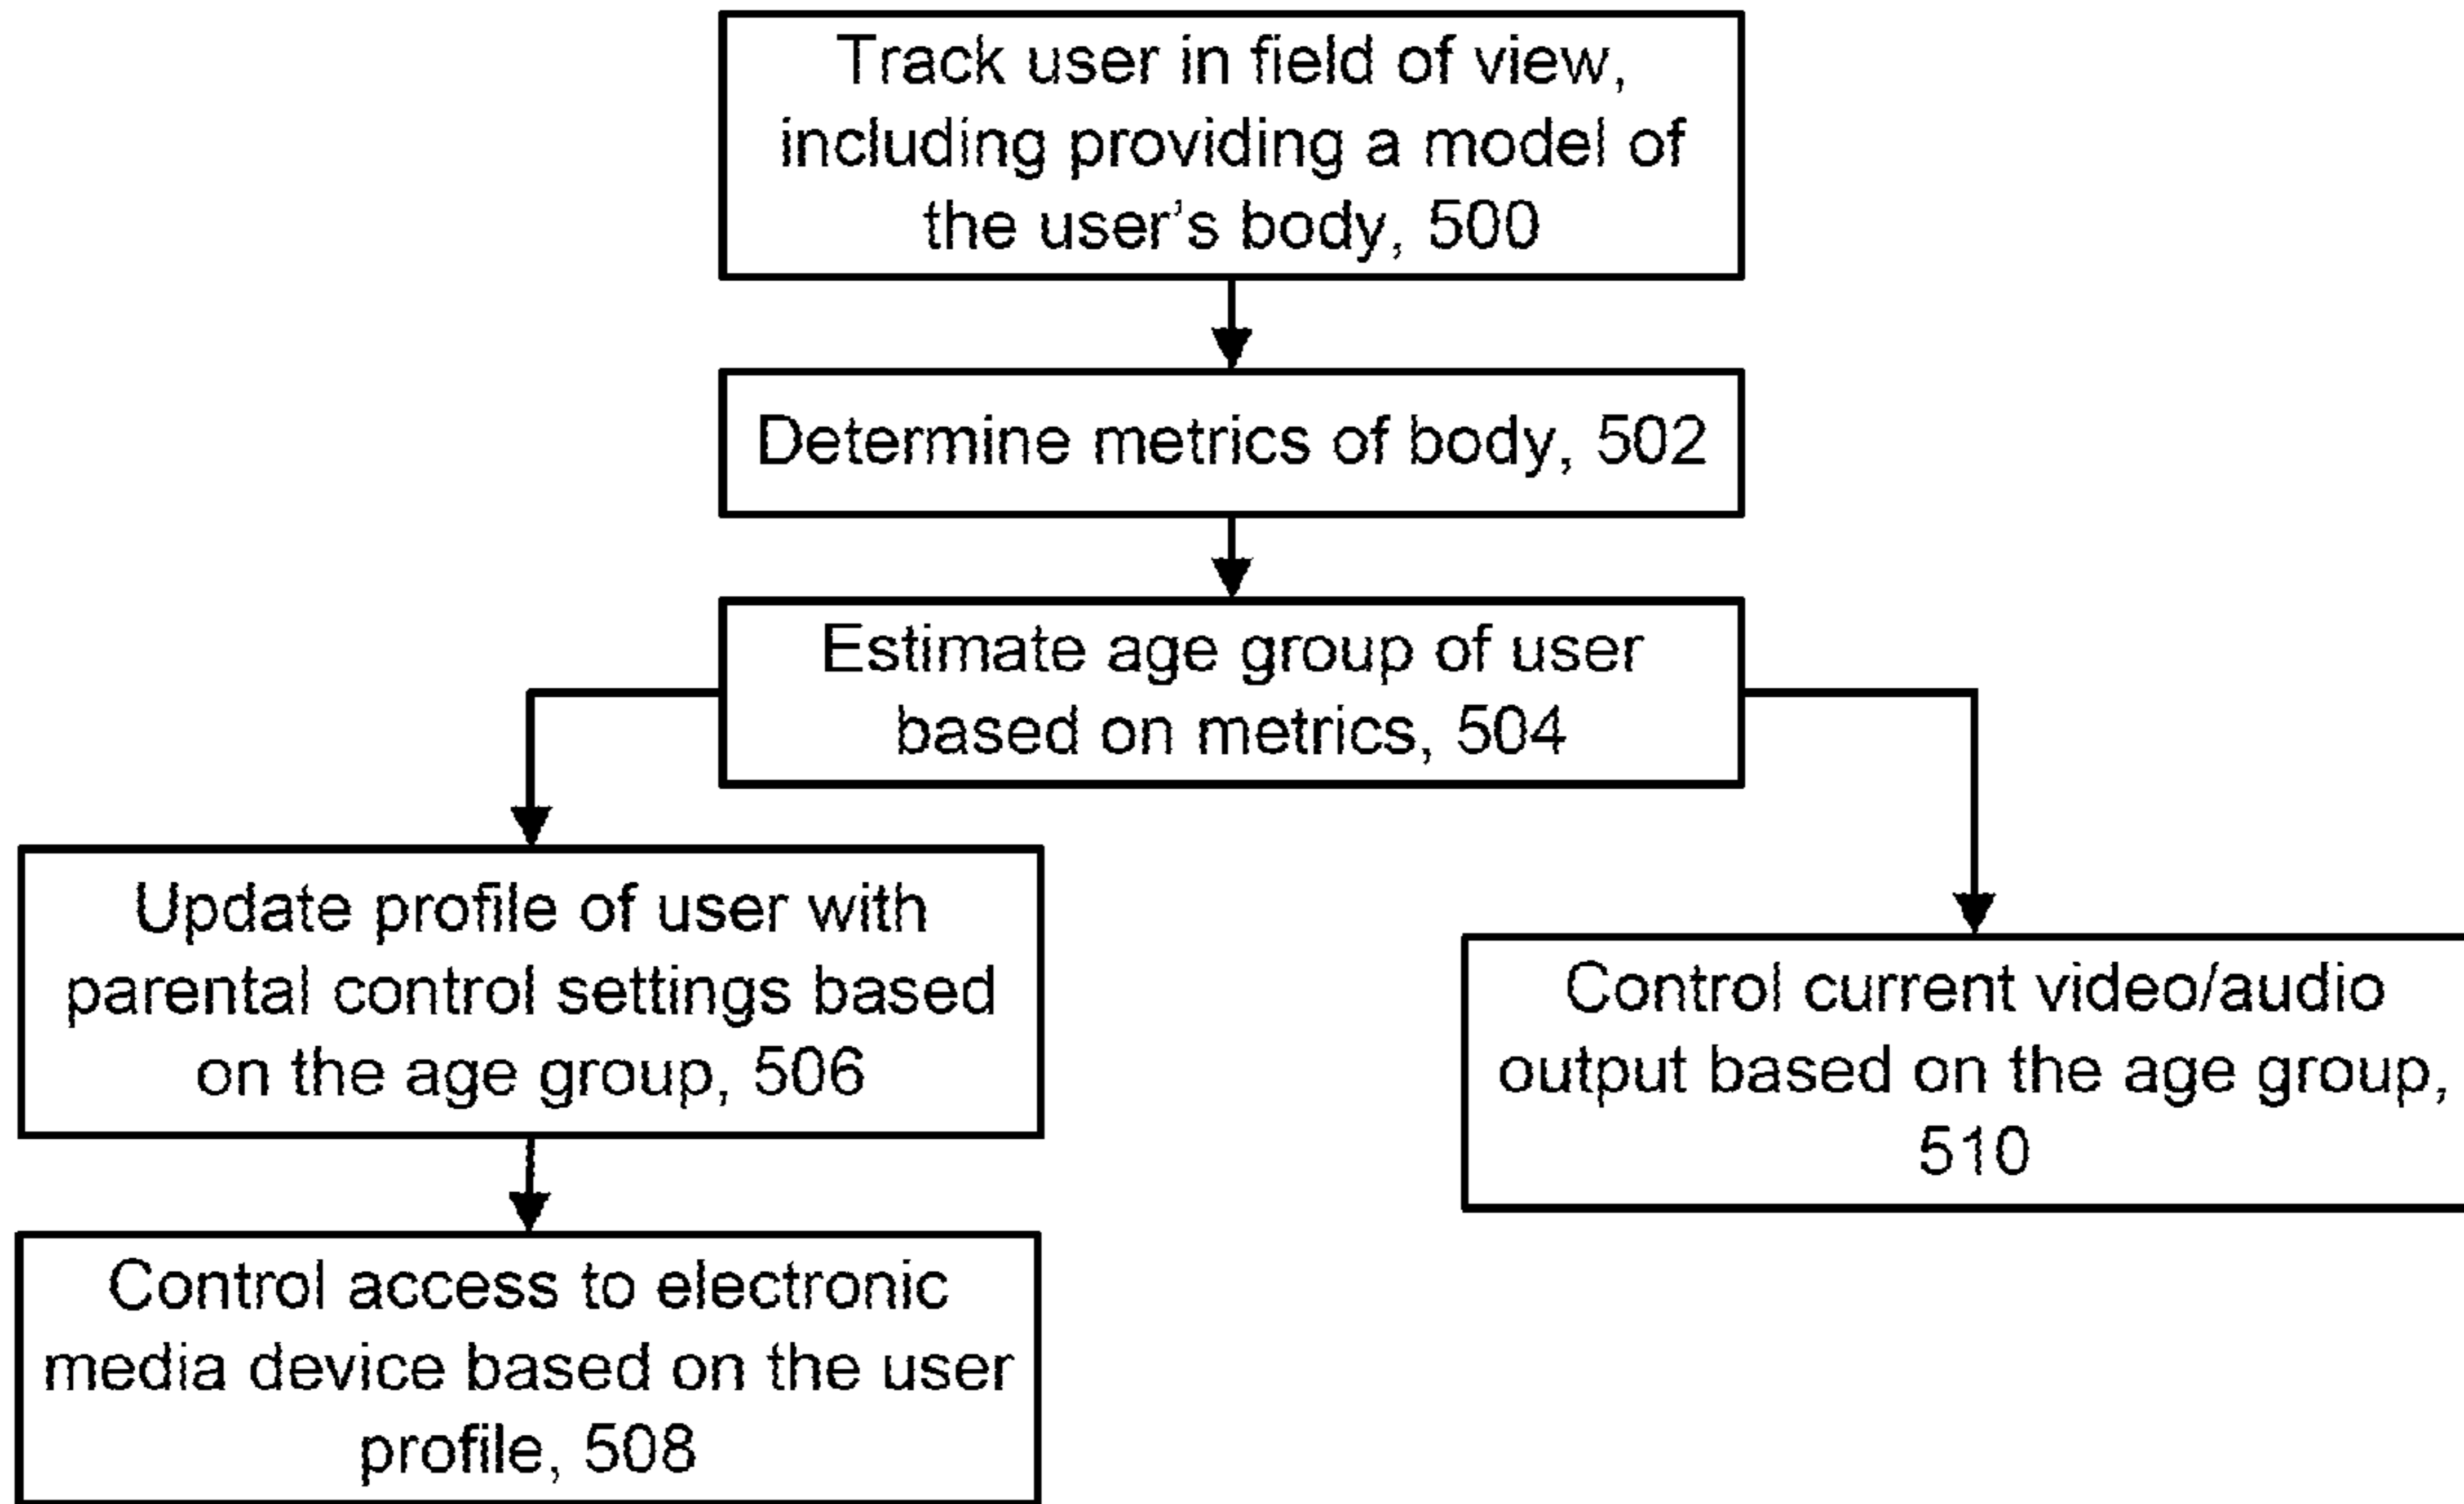 Track user in field of view,
including providing a model of
the user's body, 500
Determine metrics of body, 502
Estimate age group of user
based on metrics, 504
Update profile of user with
parental control settings based
on the age group, 506
Control current video/audio
output based on the age group,
510
Control access to electronic
media device based on the user
profile, 508